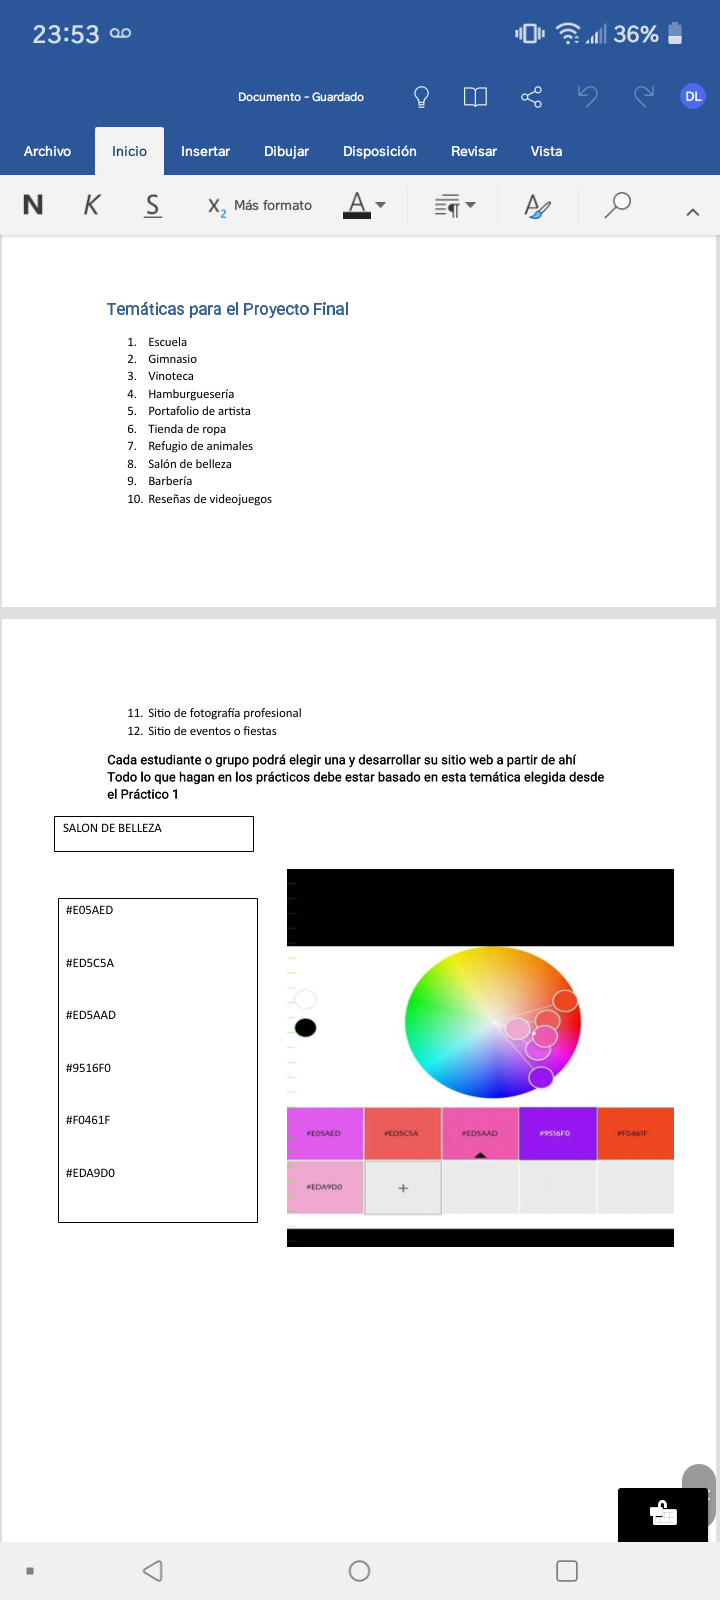 23:53
36%
Documento - Guardado
DL
Archivo Inicio Insertar Dibujar Disposición Revisar Vista
N K S X2 Más formato A
Temáticas para el Proyecto Final
1. Escuela
2. Gimnasio
3. Vinoteca
4. Hamburguesería
5. Portafolio de artista
6. Tienda de ropa
7. Refugio de animales
8. Salón de belleza
9. Barbería
10. Reseñas de videojuegos
11. Sitio de fotografía profesional
12. Sitio de eventos o fiestas
Cada estudiante o grupo podrá elegir una y desarrollar su sitio web a partir de ahí
Todo lo que hagan en los prácticos debe estar basado en esta temática elegida desde
el Práctico 1
SALON DE BELLEZA
#E05AED
#ED5C5A
#ED5AAD
#9516F0
#F0461F
#EDA9D0
#E05AED #ED5C5A #ED5AAD #9516F0 #F0461F
#EDA9D0 +